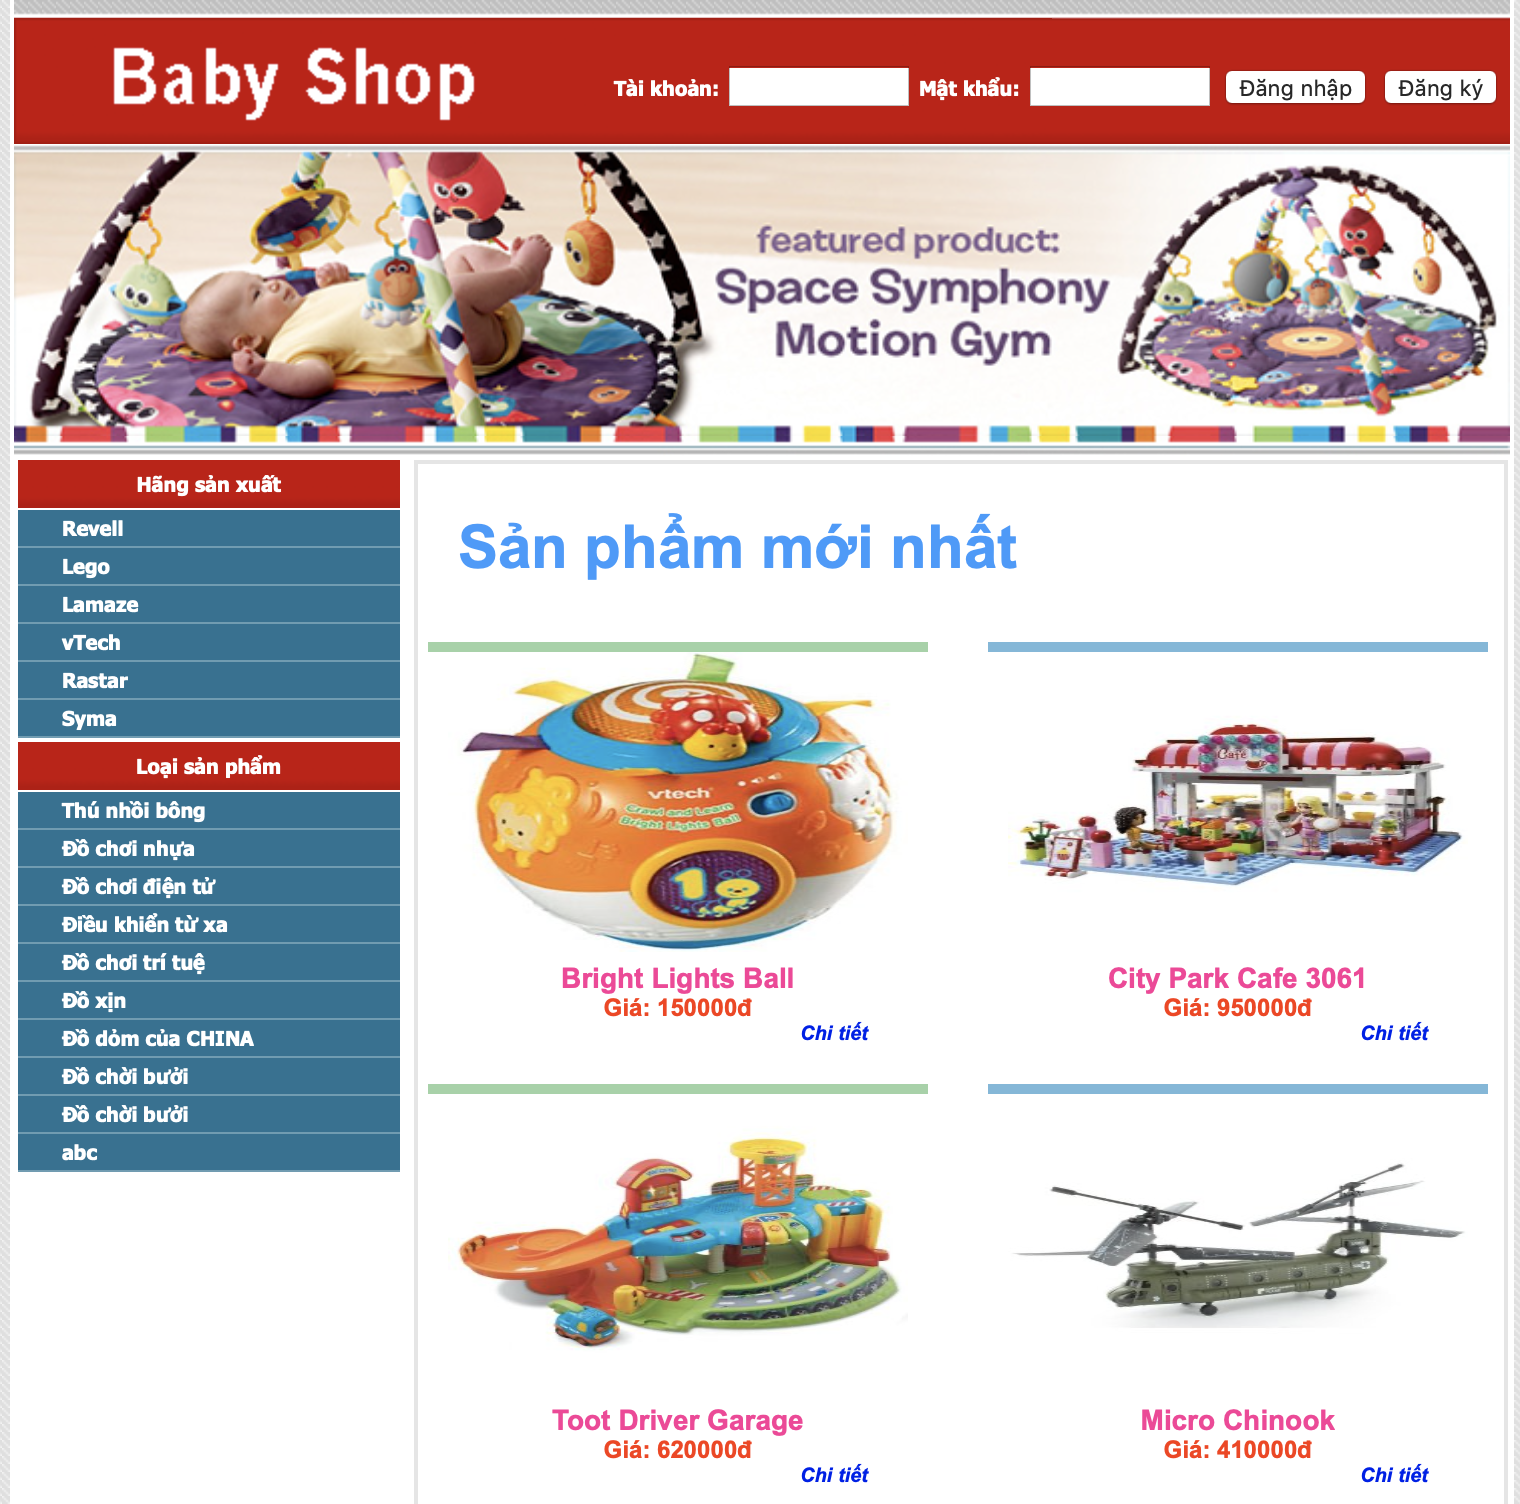 Baby Shop
Tài khoản: Mật khẩu: Đăng nhập Đăng ký
featured product:
Space Symphony
Motion Gym
Hãng sản xuất
Revell
Lego
Lamaze
vTech
Rastar
Syma
Loại sản phẩm
Thú nhồi bông
Đồ chơi nhựa
Đồ chơi điện tử
Điều khiển từ xa
Đồ chơi trí tuệ
Đồ xịn
Đồ dỏm của CHINA
Đồ chời bưởi
Đồ chời bưởi
abc
Sản phẩm mới nhất
vtech
Crawl and Learn
Bright Lights Ball
1
Bright Lights Ball
Giá: 150000đ
Chi tiết
Cafe
City Park Cafe 3061
Giá: 950000đ
Chi tiết
Toot Driver Garage
Giá: 620000đ
Chi tiết
Micro Chinook
Giá: 410000đ
Chi tiết